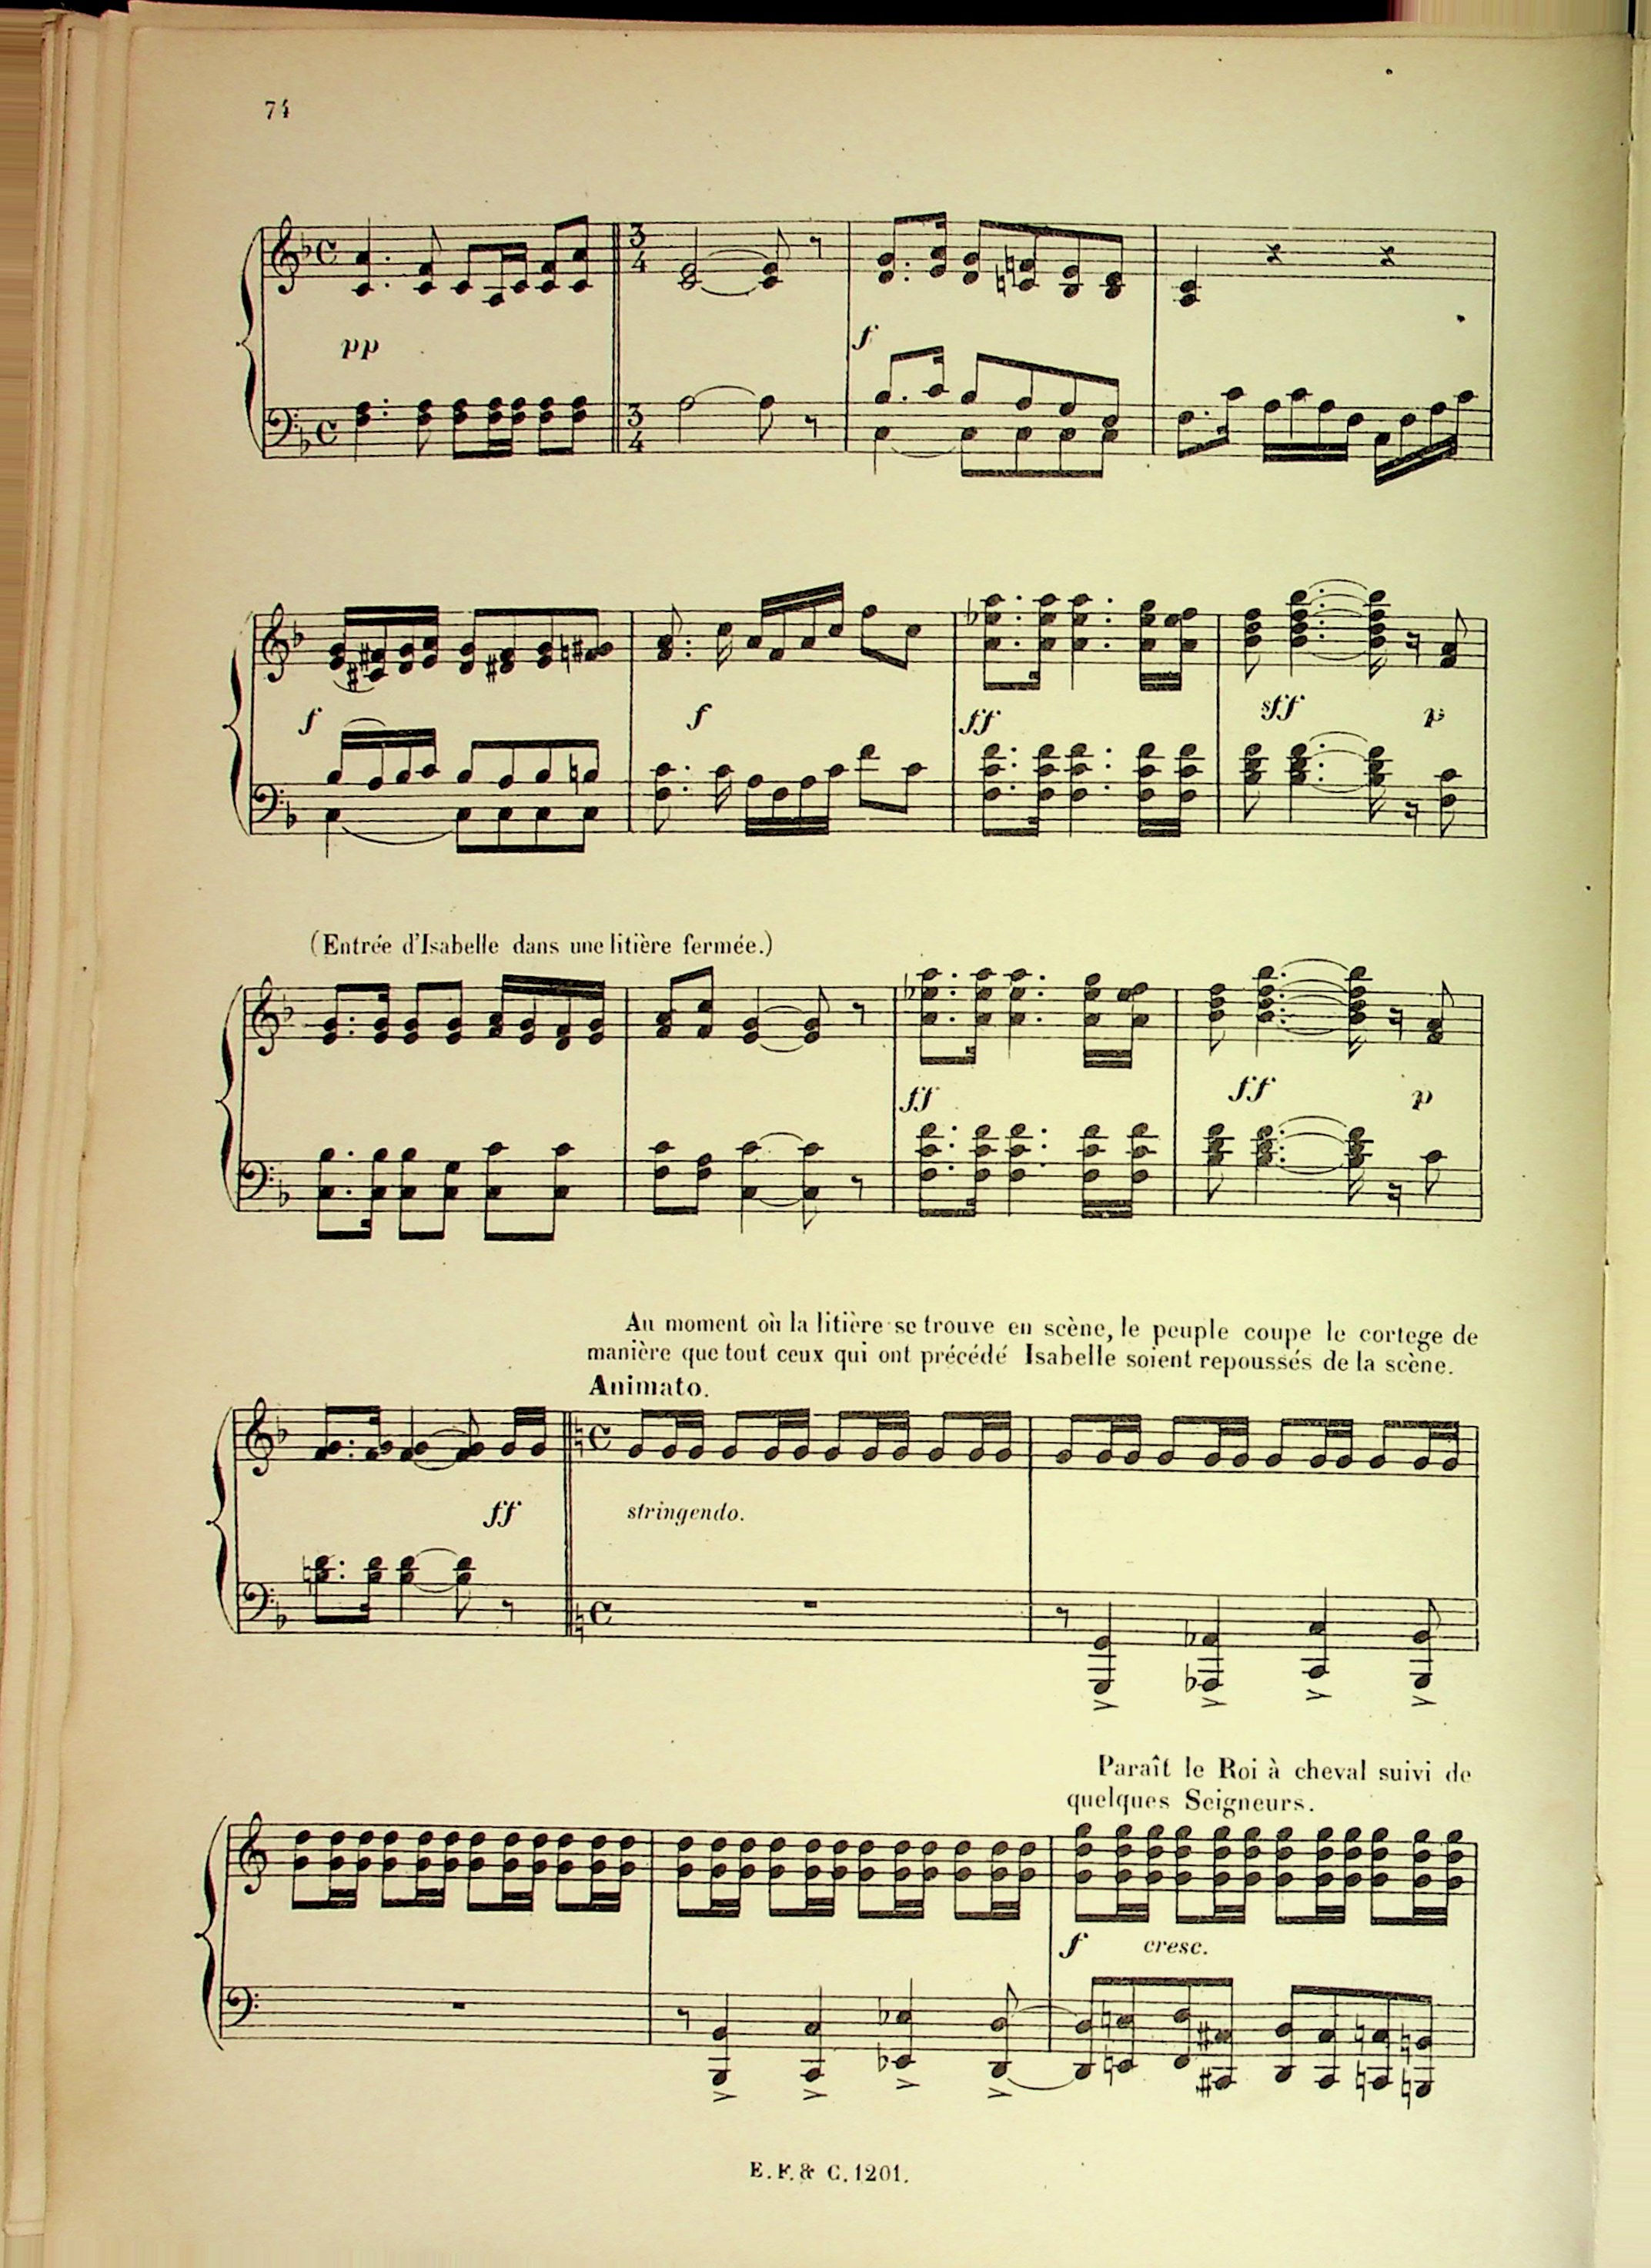 74
pp
f
f
f
ff
sff
p
(Entrée d'Isabelle dans une litière fermée.)
ff
ff
p
Au moment où la litière se trouve en scène, le peuple coupe le cortege de
manière que tout ceux qui ont précédé Isabelle soient repoussés de la scène.
Animato.
ff
stringendo.
Paraît le Roi à cheval suivi de
quelques Seigneurs.
f cresc.
E. F. & C. 1201.